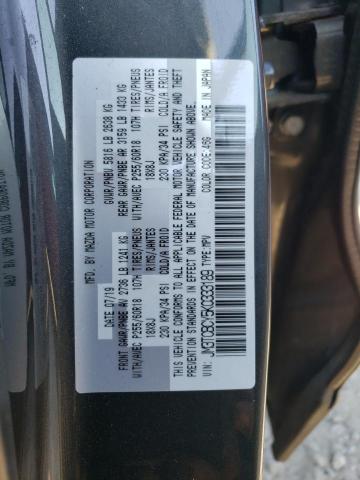 MFD. BY MAZDA MOTOR CORPORATION
DATE: 07/19 GVWR/PNBV 5816 LB 2638 KG
FRONT GAWR/PNBE AV 2736 LB 1241 KG REAR GAWR/PNBE AR 3159 LB 1433 KG
WITH/AVEC P255/60R18 107H TIRES/PNEUS WITH/AVEC P255/60R18 107H TIRES/PNEUS
18X8J RIMS/JANTES 18X8J RIMS/JANTES
230 KPA/34 PSI COLD/A FROID 230 KPA/34 PSI COLD/A FROID
THIS VEHICLE CONFORMS TO ALL APPLICABLE FEDERAL MOTOR VEHICLE SAFETY AND THEFT
PREVENTION STANDARDS IN EFFECT ON THE DATE OF MANUFACTURE SHOWN ABOVE.
VIN: JM3TCBCY5K0333189 TYPE: MPV COLOR CODE: 46G MADE IN JAPAN